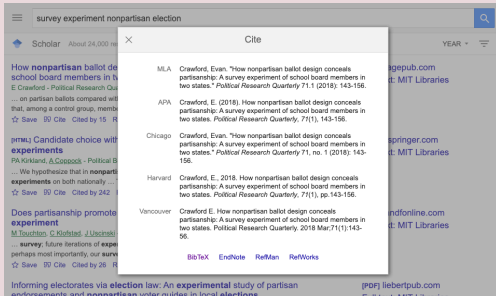 survey experiment nonpartisan election
Scholar About 24,000 re
YEAR
Cite
MLA Crawford, Evan. "How nonpartisan ballot design conceals
partisanship: A survey experiment of school board members in
two states." Political Research Quarterly 71.1 (2018): 143-156.
APA Crawford, E. (2018). How nonpartisan ballot design conceals
partisanship: A survey experiment of school board members in
two states. Political Research Quarterly, 71(1), 143-156.
Chicago Crawford, Evan. "How nonpartisan ballot design conceals
partisanship: A survey experiment of school board members in
two states." Political Research Quarterly 71, no. 1 (2018): 143-
156.
Harvard Crawford, E., 2018. How nonpartisan ballot design conceals
partisanship: A survey experiment of school board members in
two states. Political Research Quarterly, 71(1), pp.143-156.
Vancouver Crawford E. How nonpartisan ballot design conceals
partisanship: A survey experiment of school board members in
two states. Political Research Quarterly. 2018 Mar;71(1):143-
56.
BibTeX EndNote RefMan RefWorks
How nonpartisan ballot de
school board members in tw
E Crawford - Political Research Qua
... on partisan ballots compared with
that, among a control group, membe
Save Cite Cited by 15 R
agepub.com
t: MIT Libraries
[HTML] Candidate choice with
experiments
PA Kirkland, A Coppock - Political B
... We hypothesize that in nonparti
experiments on both nationally ...
Save Cite Cited by 242
springer.com
t: MIT Libraries
Does partisanship promote
experiment
M Touchton, C Klofstad, J Uscinski
... survey; future iterations of expe
perhaps most importantly, our surve
Save Cite Cited by 26 R
ndfonline.com
t: MIT Libraries
Informing electorates via election law: An experimental study of partisan
endorsements and nonpartisan voter guides in local elections
[PDF] liebertpub.com